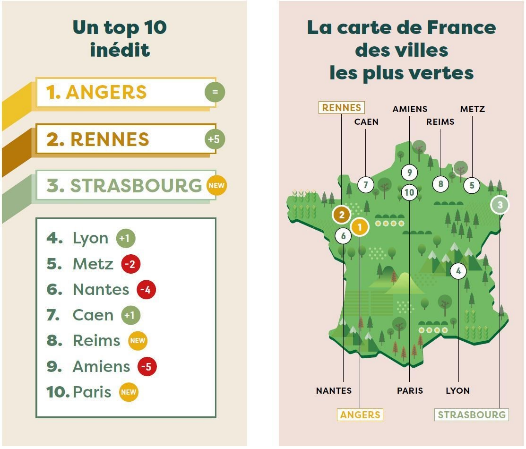 Un top 10
inédit
1. ANGERS =
2. RENNES +5
3. STRASBOURG NEW
4. Lyon +1
5. Metz -2
6. Nantes -4
7. Caen +1
8. Reims NEW
9. Amiens -5
10. Paris NEW
La carte de France
des villes
les plus vertes
RENNES AMIENS METZ
CAEN REIMS
9
7 10 8 5
3
2
1
6
4
NANTES PARIS LYON
ANGERS STRASBOURG